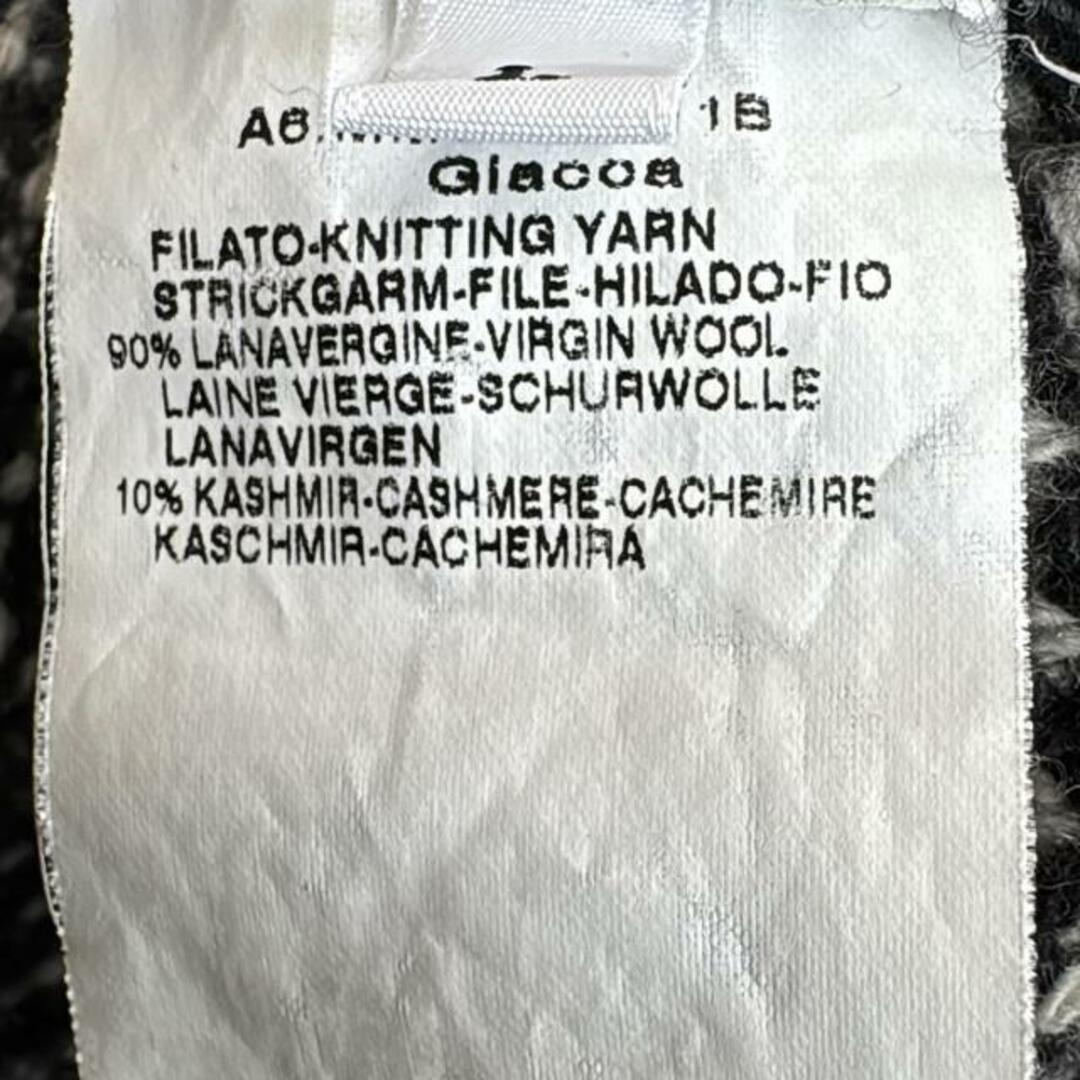 1B
Giacca
FILATO-KNITTING YARN
STRICKGARM-FILE-HILADO-FIO
90% LANAVERGINE-VIRGIN WOOL
LAINE VIERGE-SCHURWOLLE
LANAVIRGEN
10% KASHMIR-CASHMERE-CACHEMIRE
KASCHMIR-CACHEMIRA